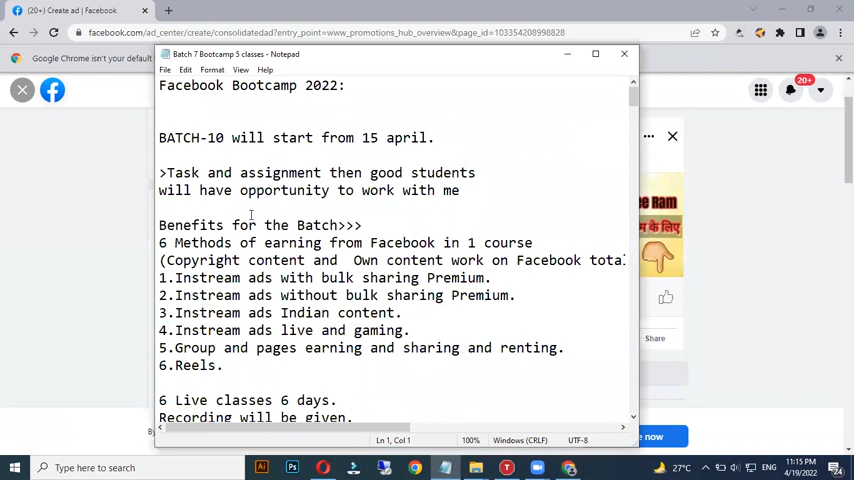 (20+) Create ad | Facebook
facebook.com/ad_center/create/consolidatedad?entry_point=www_promotions_hub_overview&page_id=103354208998828
Google Chrome isn't your default
20+
Batch 7 Bootcamp 5 classes - Notepad
File Edit Format View Help
Facebook Bootcamp 2022:
BATCH-10 will start from 15 april.
>Task and assignment then good students
will have opportunity to work with me
Benefits for the Batch>>>
6 Methods of earning from Facebook in 1 course
(Copyright content and Own content work on Facebook total
1.Instream ads with bulk sharing Premium.
2.Instream ads without bulk sharing Premium.
3.Instream ads Indian content.
4.Instream ads live and gaming.
5.Group and pages earning and sharing and renting.
6.Reels.
6 Live classes 6 days.
Recording will be given.
Ln 1, Col 1 100% Windows (CRLF) UTF-8
ee Ram
म के लिए
Share
By
e now
Type here to search
27°C
ENG
11:15 PM
4/19/2022
24